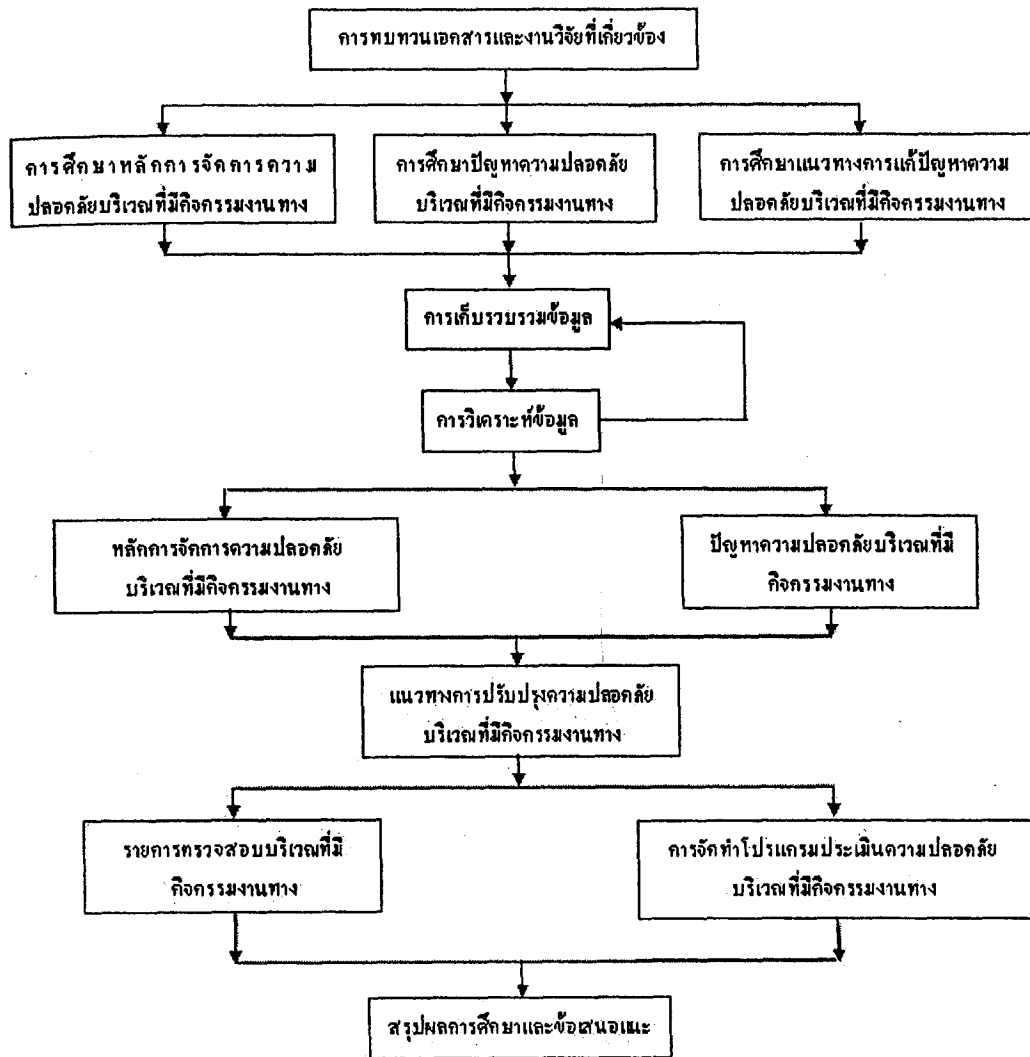 การทบทวนเอกสารและงานวิจัยที่เกี่ยวข้อง
การศึกษาหลักการจัดการความ
ปลอดภัยบริเวณที่มีกิจกรรมงานทาง
การศึกษาปัญหาความปลอดภัย
บริเวณที่มีกิจกรรมงานทาง
การศึกษาแนวทางการแก้ปัญหาความ
ปลอดภัยบริเวณที่มีกิจกรรมงานทาง
การเก็บรวบรวมข้อมูล
การวิเคราะห์ข้อมูล
หลักการจัดการความปลอดภัย
บริเวณที่มีกิจกรรมงานทาง
ปัญหาความปลอดภัยบริเวณที่มี
กิจกรรมงานทาง
แนวทางการปรับปรุงความปลอดภัย
บริเวณที่มีกิจกรรมงานทาง
รายการตรวจสอบบริเวณที่มี
กิจกรรมงานทาง
การจัดทำโปรแกรมประเมินความปลอดภัย
บริเวณที่มีกิจกรรมงานทาง
สรุปผลการศึกษาและข้อเสนอแนะ